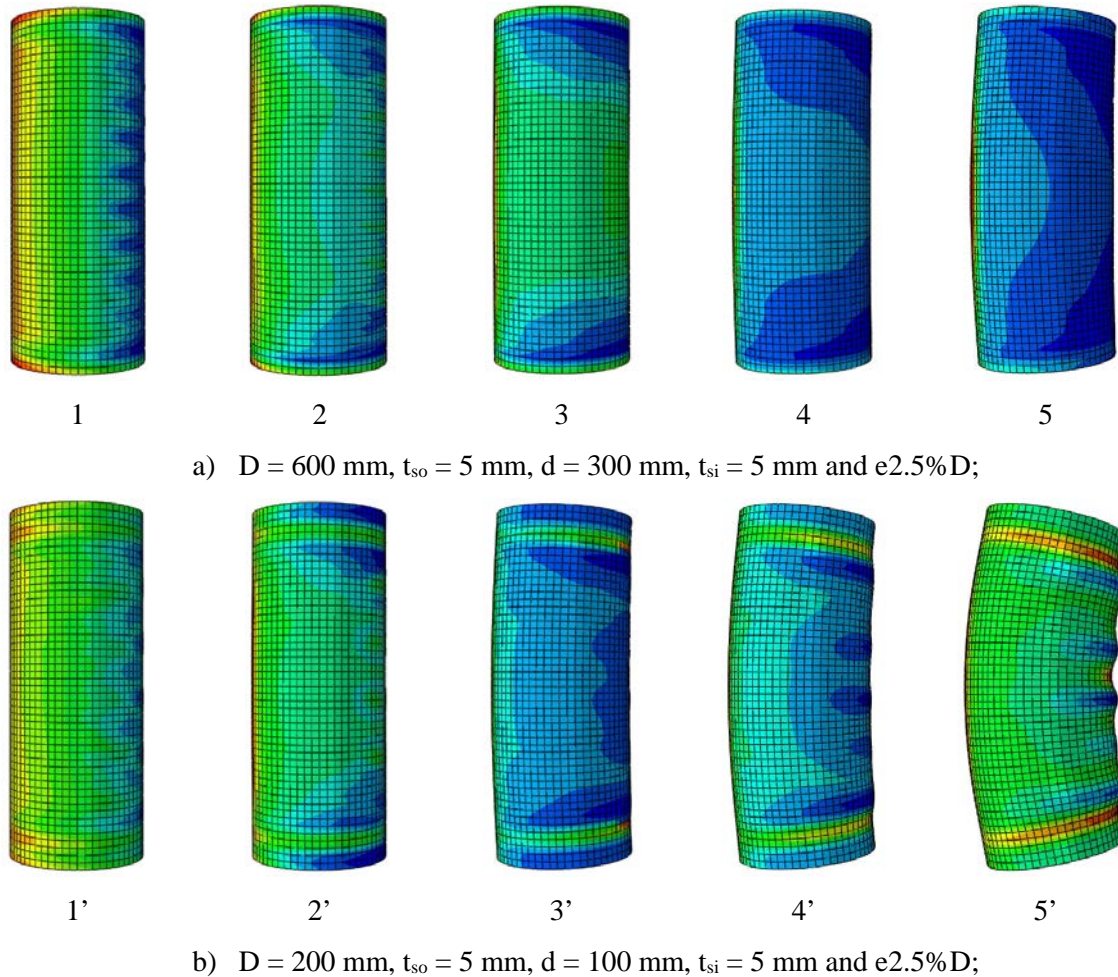 1 2 3 4 5
a) D = 600 mm, tso = 5 mm, d = 300 mm, tsi = 5 mm and e2.5%D;
1’ 2’ 3’ 4’ 5’
b) D = 200 mm, tso = 5 mm, d = 100 mm, tsi = 5 mm and e2.5%D;